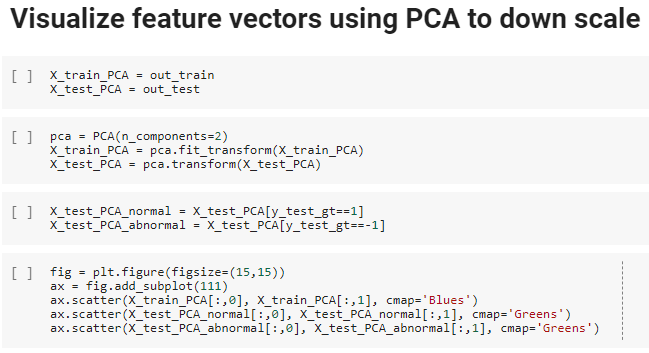 Visualize feature vectors using PCA to down scale
[ ] X_train_PCA = out_train
X_test_PCA = out_test
[ ] pca = PCA(n_components=2)
X_train_PCA = pca.fit_transform(X_train_PCA)
X_test_PCA = pca.transform(X_test_PCA)
[ ] X_test_PCA_normal = X_test_PCA[y_test_gt==1]
X_test_PCA_abnormal = X_test_PCA[y_test_gt==-1]
[ ] fig = plt.figure(figsize=(15,15))
ax = fig.add_subplot(111)
ax.scatter(X_train_PCA[:,0], X_train_PCA[:,1], cmap='Blues')
ax.scatter(X_test_PCA_normal[:,0], X_test_PCA_normal[:,1], cmap='Greens')
ax.scatter(X_test_PCA_abnormal[:,0], X_test_PCA_abnormal[:,1], cmap='Greens')